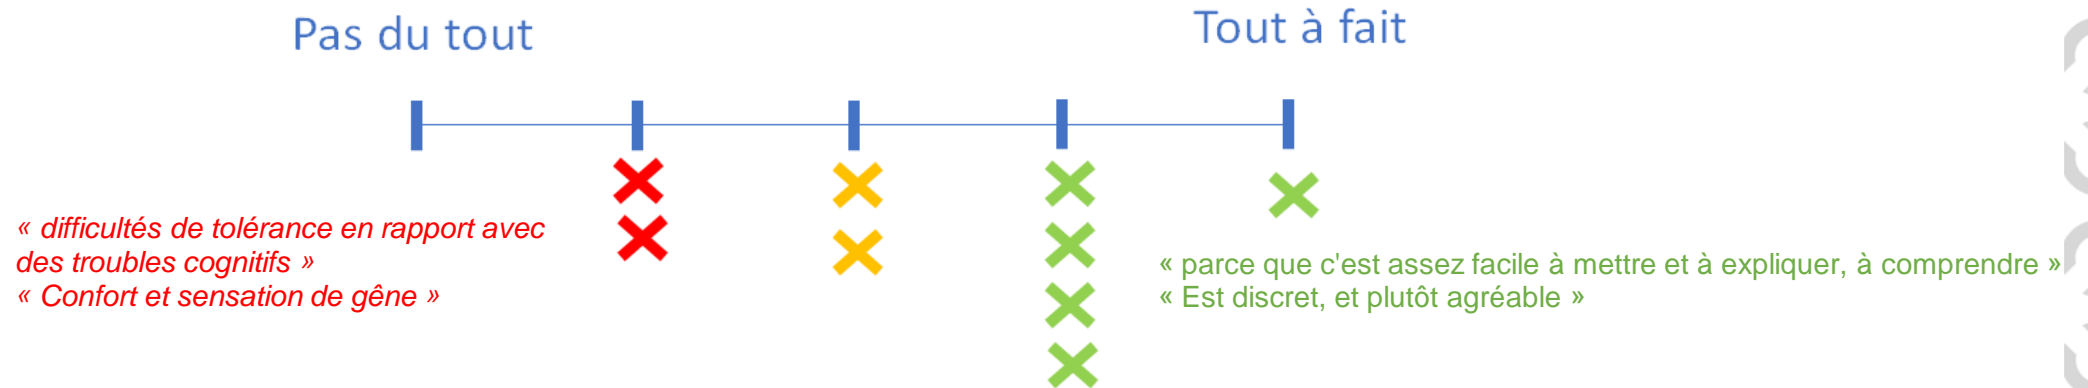 Pas du tout
Tout à fait
« difficultés de tolérance en rapport avec
des troubles cognitifs »
« Confort et sensation de gêne »
« parce que c'est assez facile à mettre et à expliquer, à comprendre »
« Est discret, et plutôt agréable »